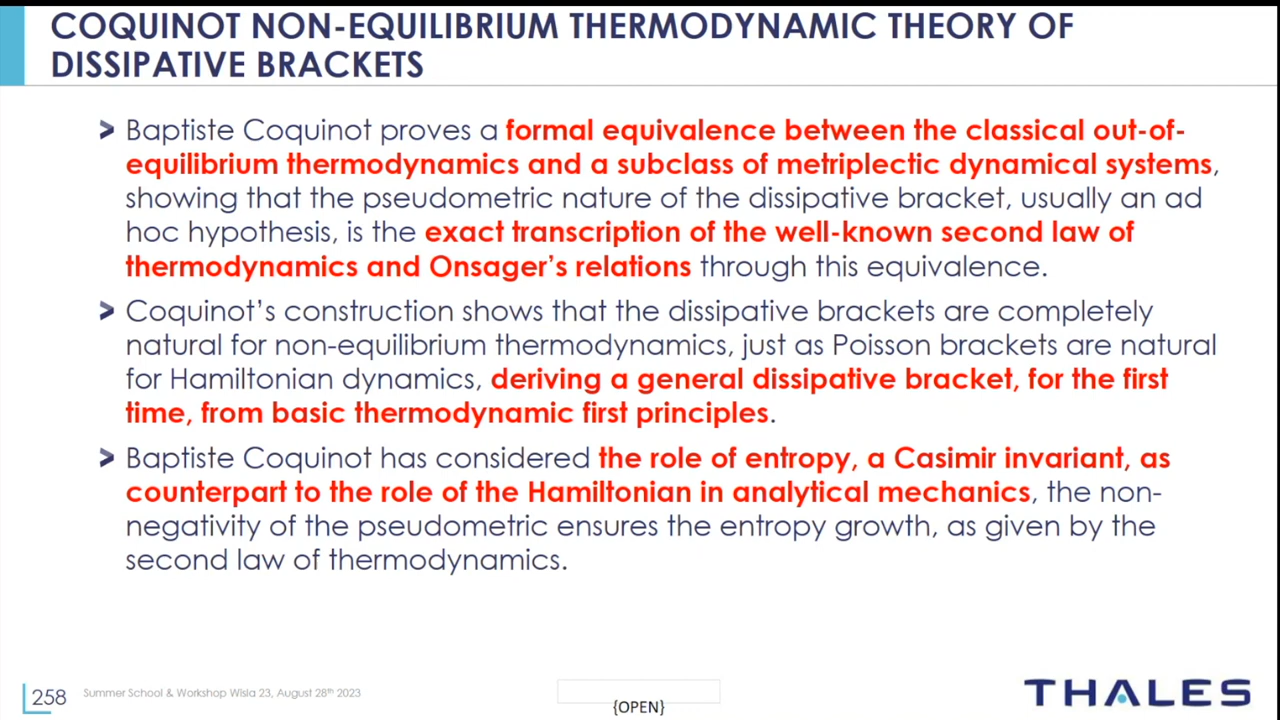 COQUINOT NON-EQUILIBRIUM THERMODYNAMIC THEORY OF
DISSIPATIVE BRACKETS
Baptiste Coquinot proves a formal equivalence between the classical out-of-
equilibrium thermodynamics and a subclass of metriplectic dynamical systems,
showing that the pseudometric nature of the dissipative bracket, usually an ad
hoc hypothesis, is the exact transcription of the well-known second law of
thermodynamics and Onsager's relations through this equivalence.
Coquinot's construction shows that the dissipative brackets are completely
natural for non-equilibrium thermodynamics, just as Poisson brackets are natural
for Hamiltonian dynamics, deriving a general dissipative bracket, for the first
time, from basic thermodynamic first principles.
Baptiste Coquinot has considered the role of entropy, a Casimir invariant, as
counterpart to the role of the Hamiltonian in analytical mechanics, the non-
negativity of the pseudometric ensures the entropy growth, as given by the
second law of thermodynamics.
258
Summer School & Workshop Wisla 23, August 28th 2023
{OPEN}
THALES